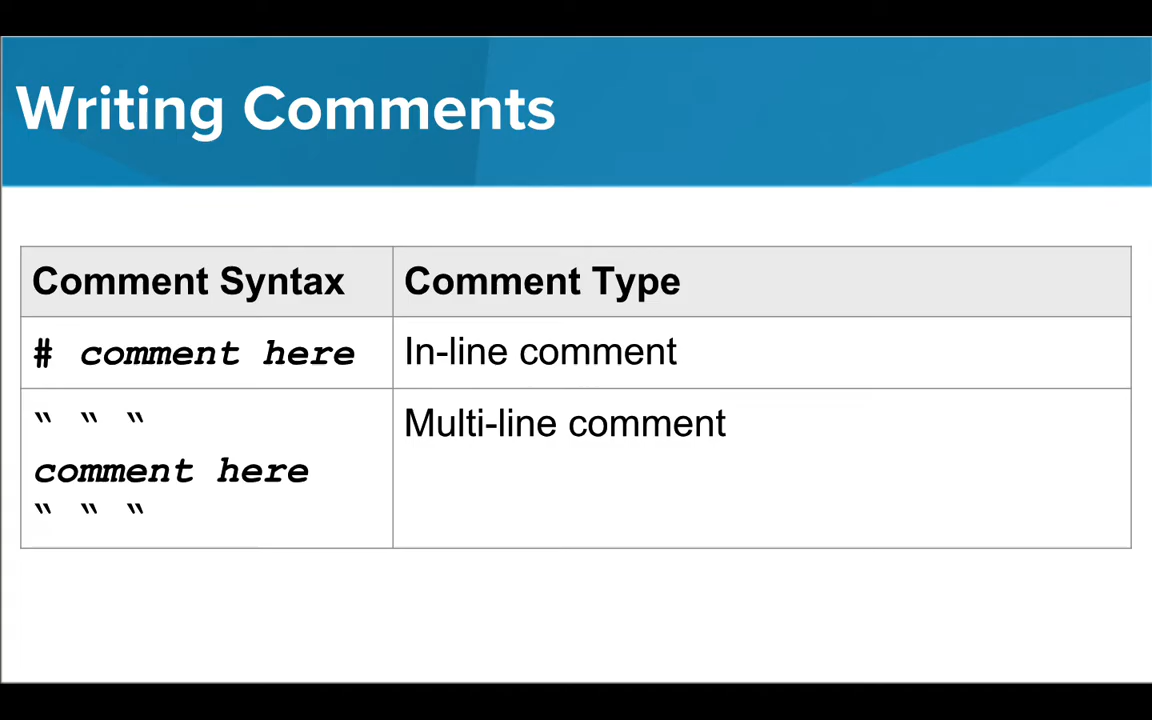 Writing Comments
Comment Syntax Comment Type
# comment here In-line comment
“ “ “ Multi-line comment
comment here
“ “ “